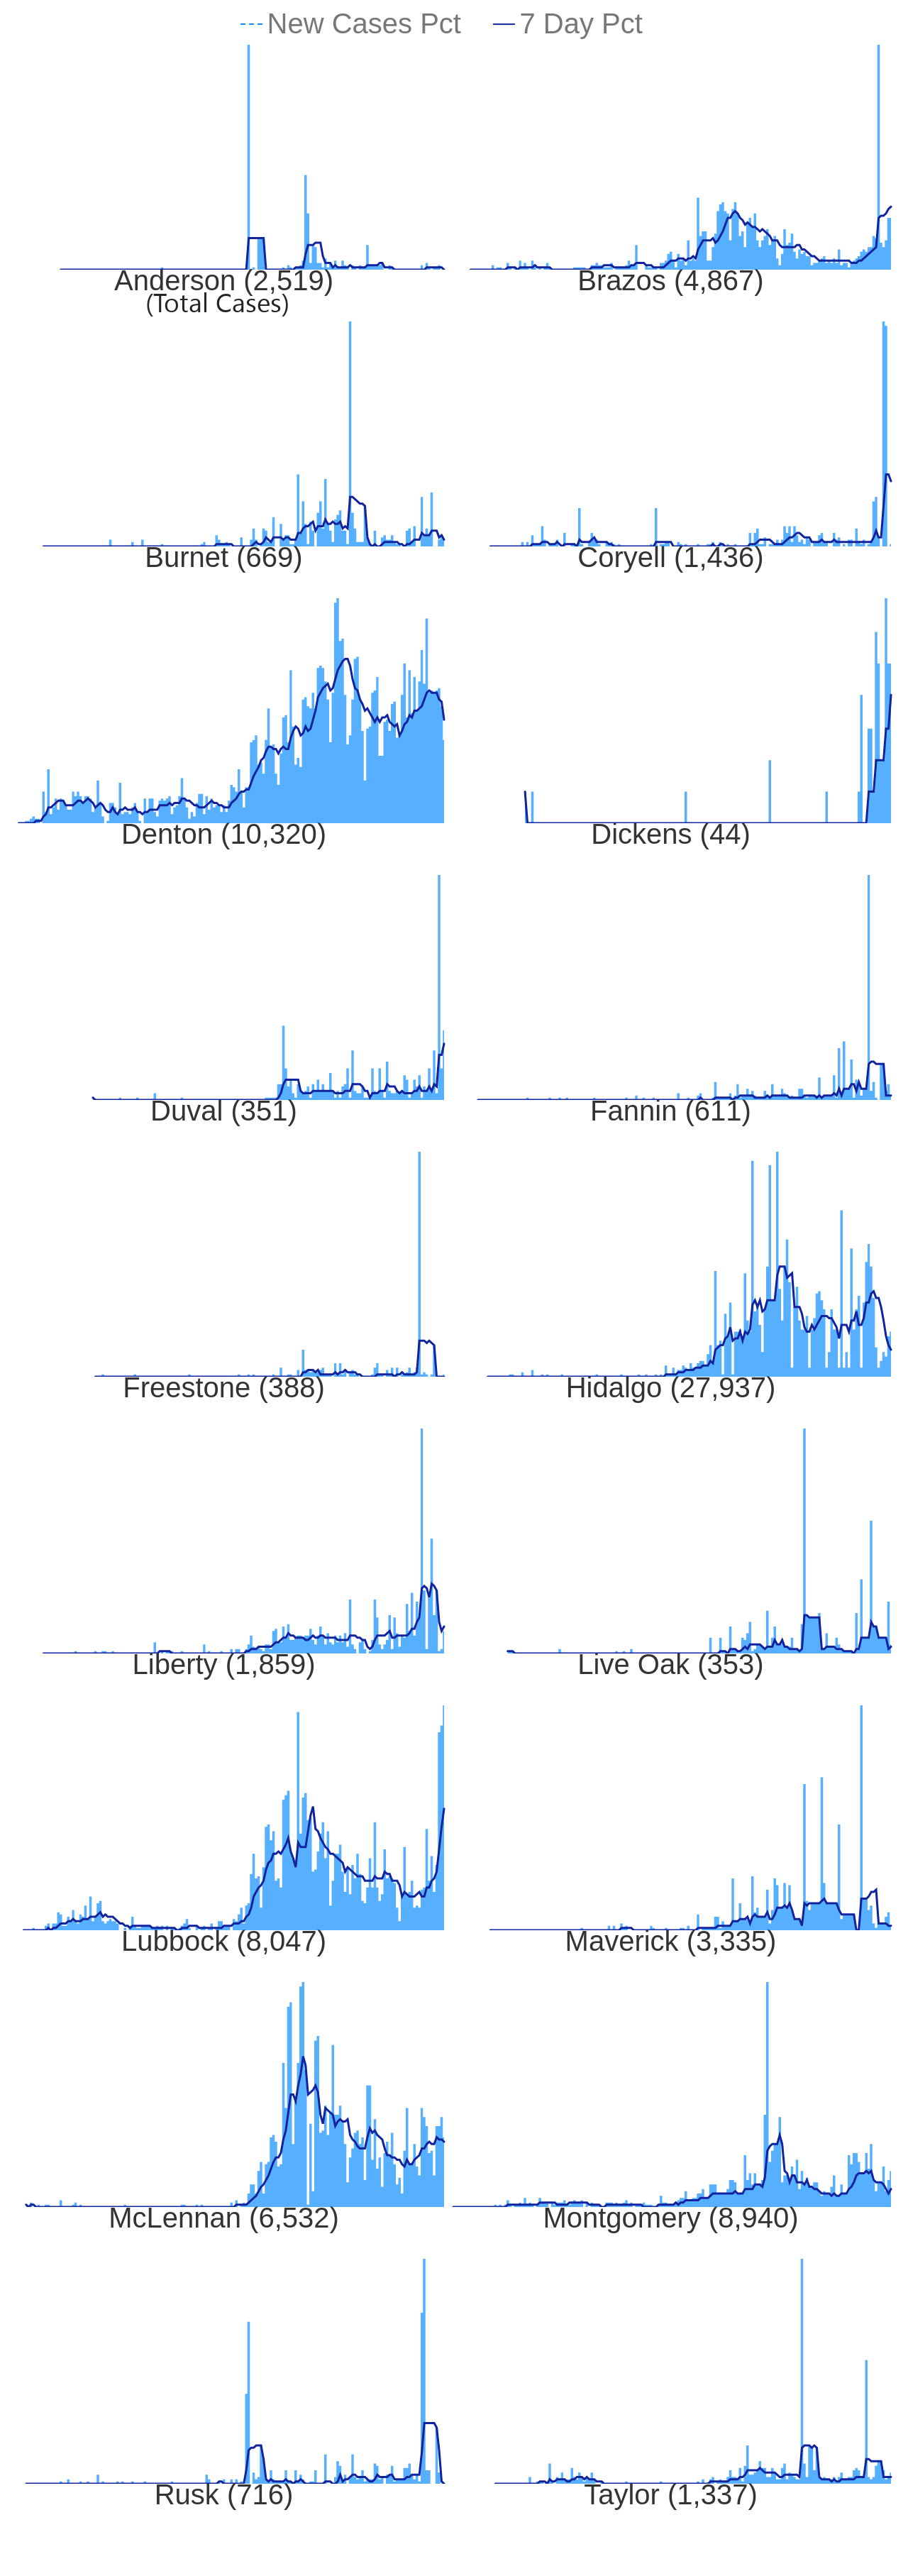 New Cases Pct 7 Day Pct
Anderson (2,519) Brazos (4,867)
(Total Cases)
Burnet (669) Coryell (1,436)
Denton (10,320) Dickens (44)
Duval (351) Fannin (611)
Freestone (388) Hidalgo (27,937)
Liberty (1,859) Live Oak (353)
Lubbock (8,047) Maverick (3,335)
McLennan (6,532) Montgomery (8,940)
Rusk (716) Taylor (1,337)